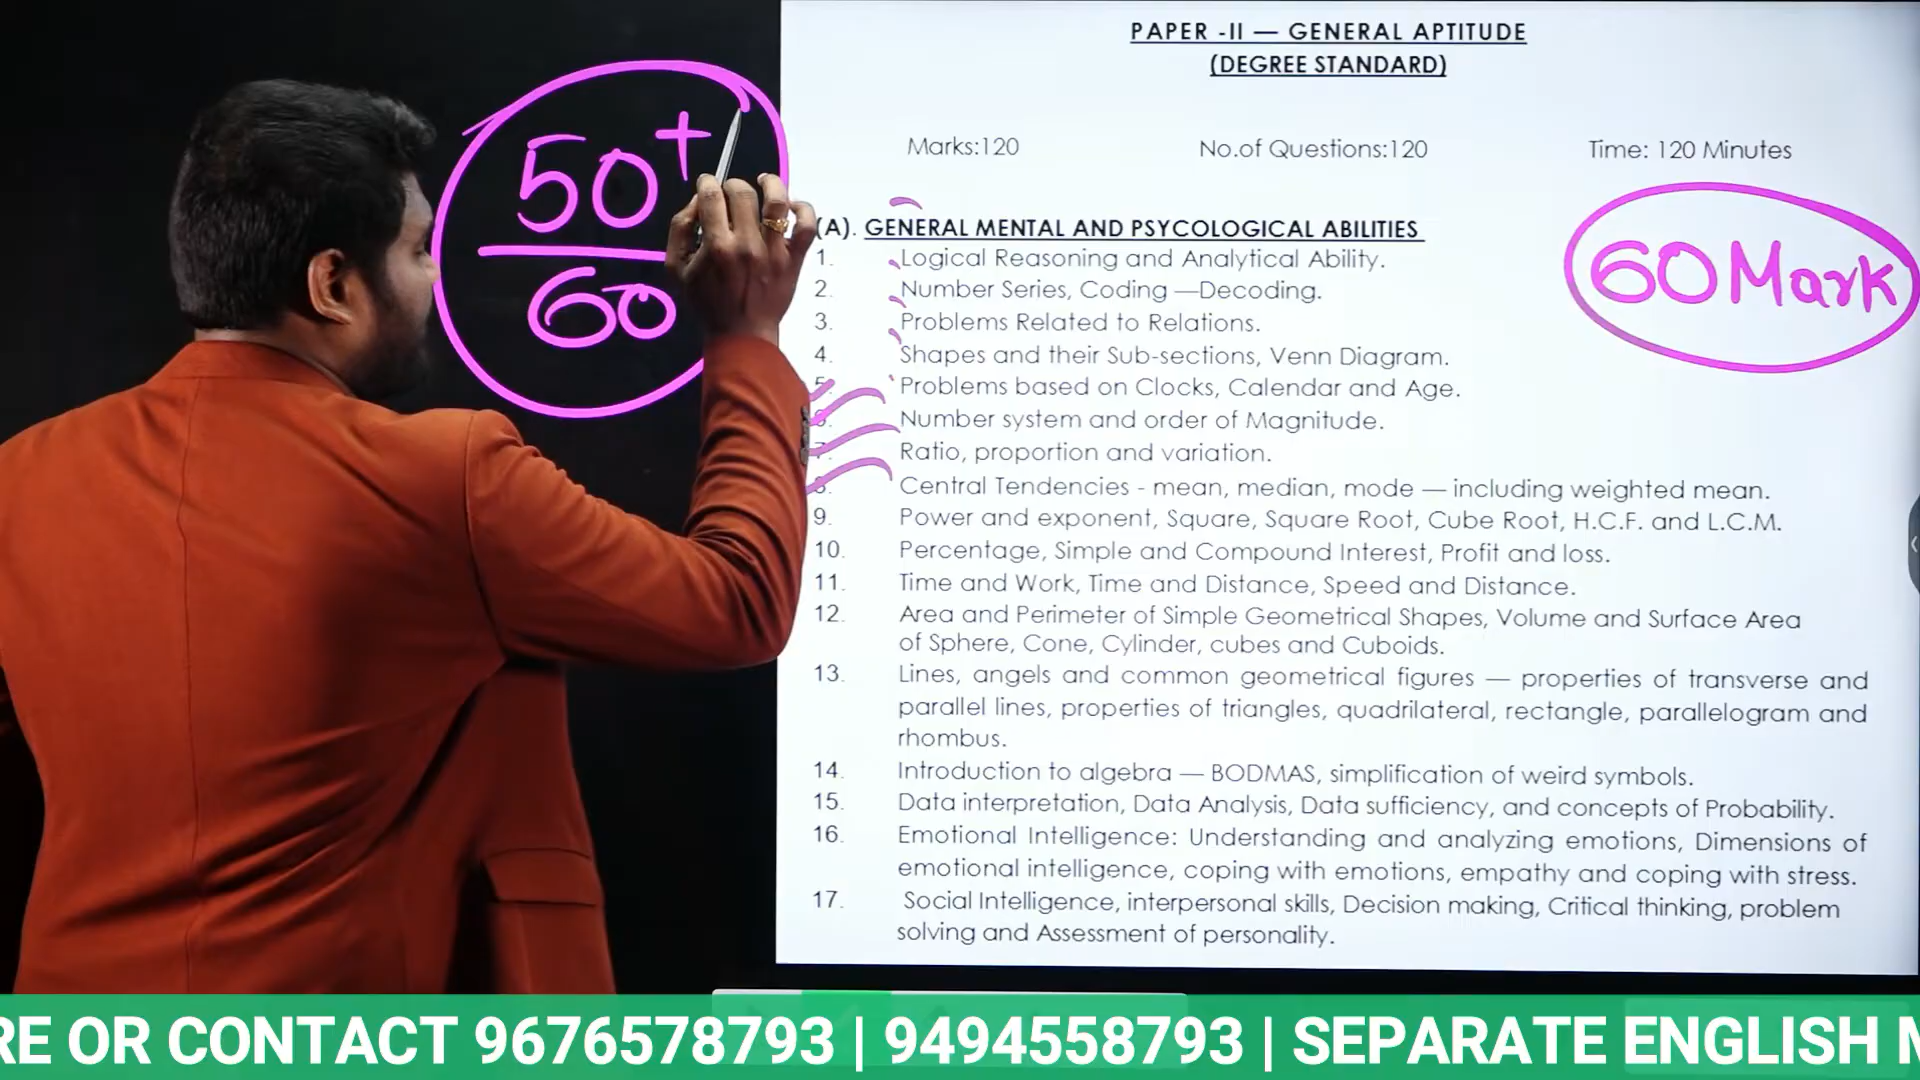 PAPER -II — GENERAL APTITUDE
(DEGREE STANDARD)
Marks:120 No.of Questions:120 Time: 120 Minutes
50+
60
60 Mark
(A). GENERAL MENTAL AND PSYCOLOGICAL ABILITIES
1. Logical Reasoning and Analytical Ability.
2. Number Series, Coding —Decoding.
3. Problems Related to Relations.
4. Shapes and their Sub-sections, Venn Diagram.
5. Problems based on Clocks, Calendar and Age.
6. Number system and order of Magnitude.
7. Ratio, proportion and variation.
8. Central Tendencies - mean, median, mode — including weighted mean.
9. Power and exponent, Square, Square Root, Cube Root, H.C.F. and L.C.M.
10. Percentage, Simple and Compound Interest, Profit and loss.
11. Time and Work, Time and Distance, Speed and Distance.
12. Area and Perimeter of Simple Geometrical Shapes, Volume and Surface Area
of Sphere, Cone, Cylinder, cubes and Cuboids.
13. Lines, angels and common geometrical figures — properties of transverse and
parallel lines, properties of triangles, quadrilateral, rectangle, parallelogram and
rhombus.
14. Introduction to algebra — BODMAS, simplification of weird symbols.
15. Data interpretation, Data Analysis, Data sufficiency, and concepts of Probability.
16. Emotional Intelligence: Understanding and analyzing emotions, Dimensions of
emotional intelligence, coping with emotions, empathy and coping with stress.
17. Social Intelligence, interpersonal skills, Decision making, Critical thinking, problem
solving and Assessment of personality.
RE OR CONTACT 9676578793 | 9494558793 | SEPARATE ENGLISH